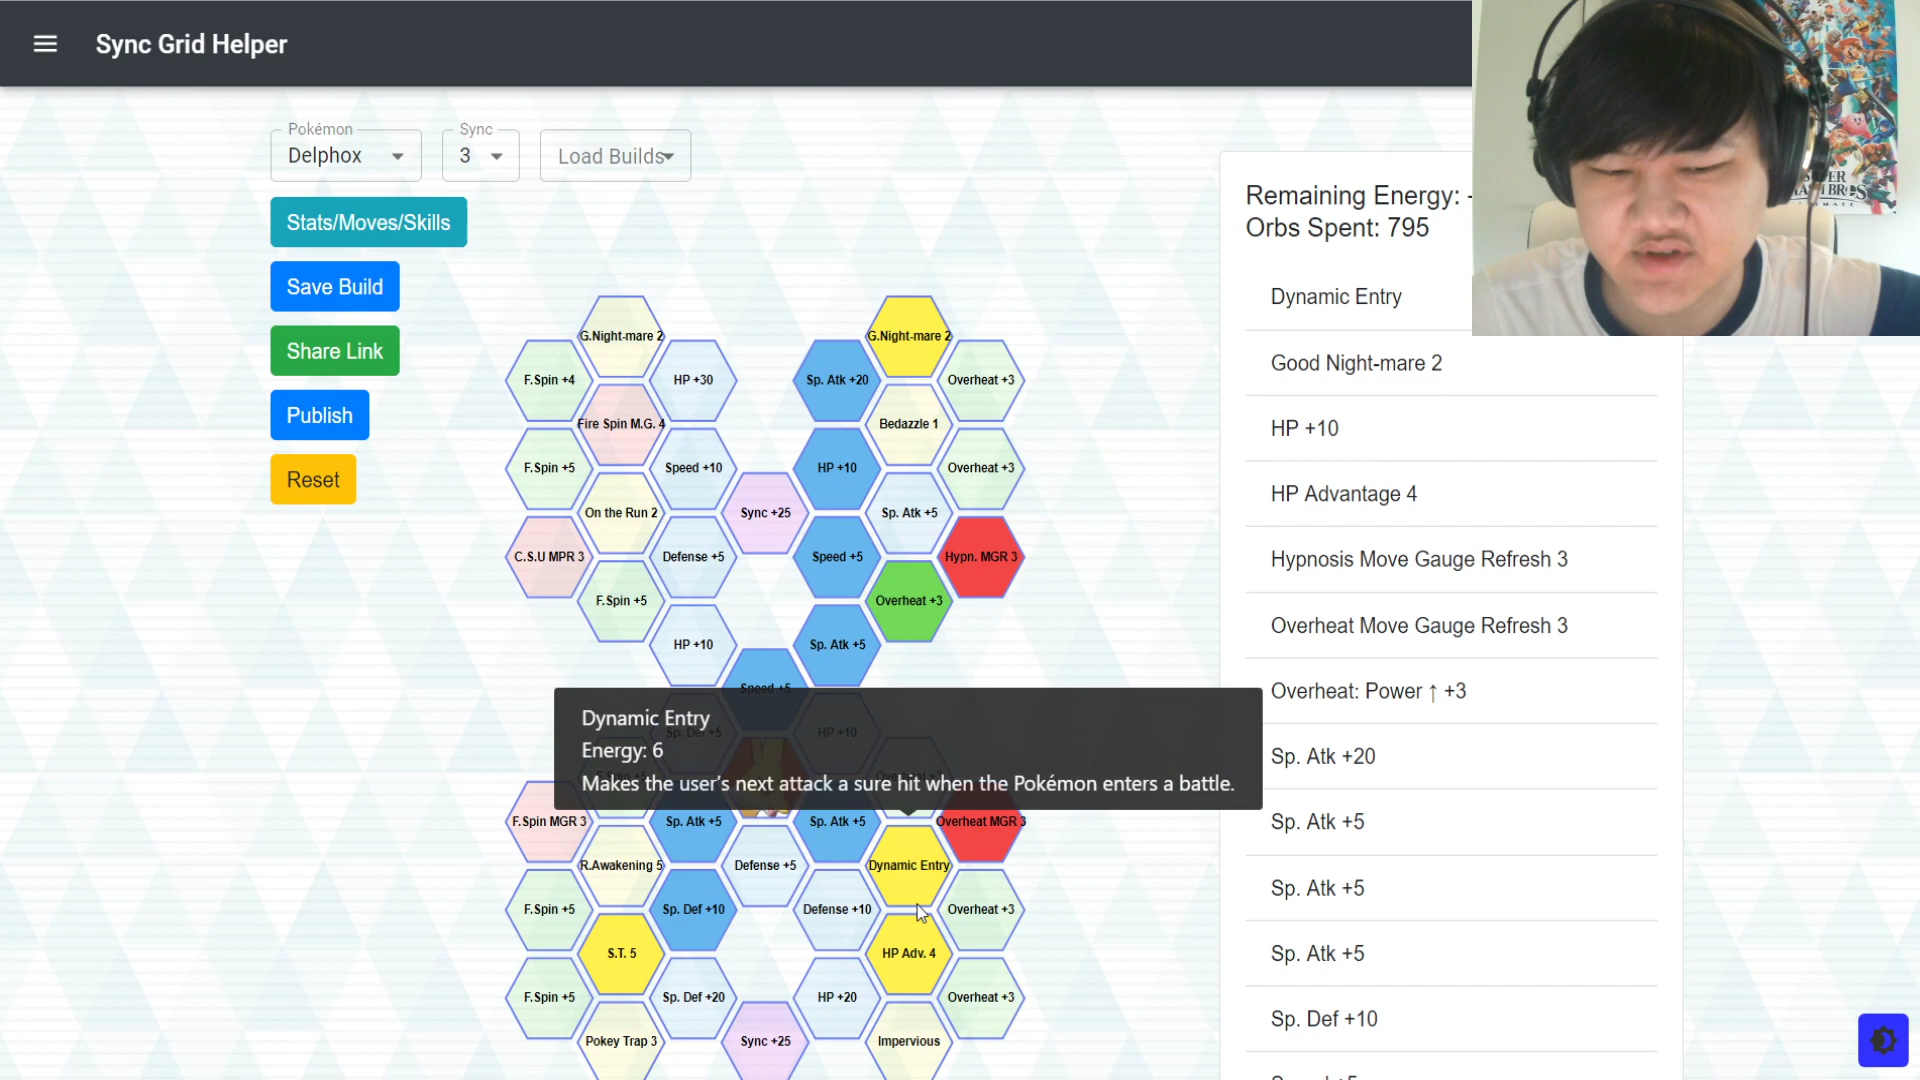 Sync Grid Helper
Pokémon
Delphox
Sync
3
Load Builds
Stats/Moves/Skills
Save Build
Share Link
Publish
Reset
Remaining Energy: -
Orbs Spent: 795
Dynamic Entry
Good Night-mare 2
HP +10
HP Advantage 4
Hypnosis Move Gauge Refresh 3
Overheat Move Gauge Refresh 3
Overheat: Power ↑ +3
Sp. Atk +20
Sp. Atk +5
Sp. Atk +5
Sp. Atk +5
Sp. Def +10
G.Night-mare 2
G.Night-mare 2
F.Spin +4
HP +30
Sp. Atk +20
Overheat +3
Fire Spin M.G. 4
Bedazzle 1
F.Spin +5
Speed +10
HP +10
Overheat +3
On the Run 2
Sync +25
Sp. Atk +5
C.S.U MPR 3
Defense +5
Speed +5
Hypn. MGR 3
F.Spin +5
Overheat +3
HP +10
Sp. Atk +5
Speed +5
Sp. Def +5
HP +10
Dynamic Entry
Energy: 6
Makes the user's next attack a sure hit when the Pokémon enters a battle.
F.Spin MGR 3
Sp. Atk +5
Sp. Atk +5
Overheat MGR 3
R.Awakening 5
Defense +5
Dynamic Entry
F.Spin +5
Sp. Def +10
Defense +10
Overheat +3
S.T. 5
HP Adv. 4
F.Spin +5
Sp. Def +20
HP +20
Overheat +3
Pokey Trap 3
Sync +25
Impervious